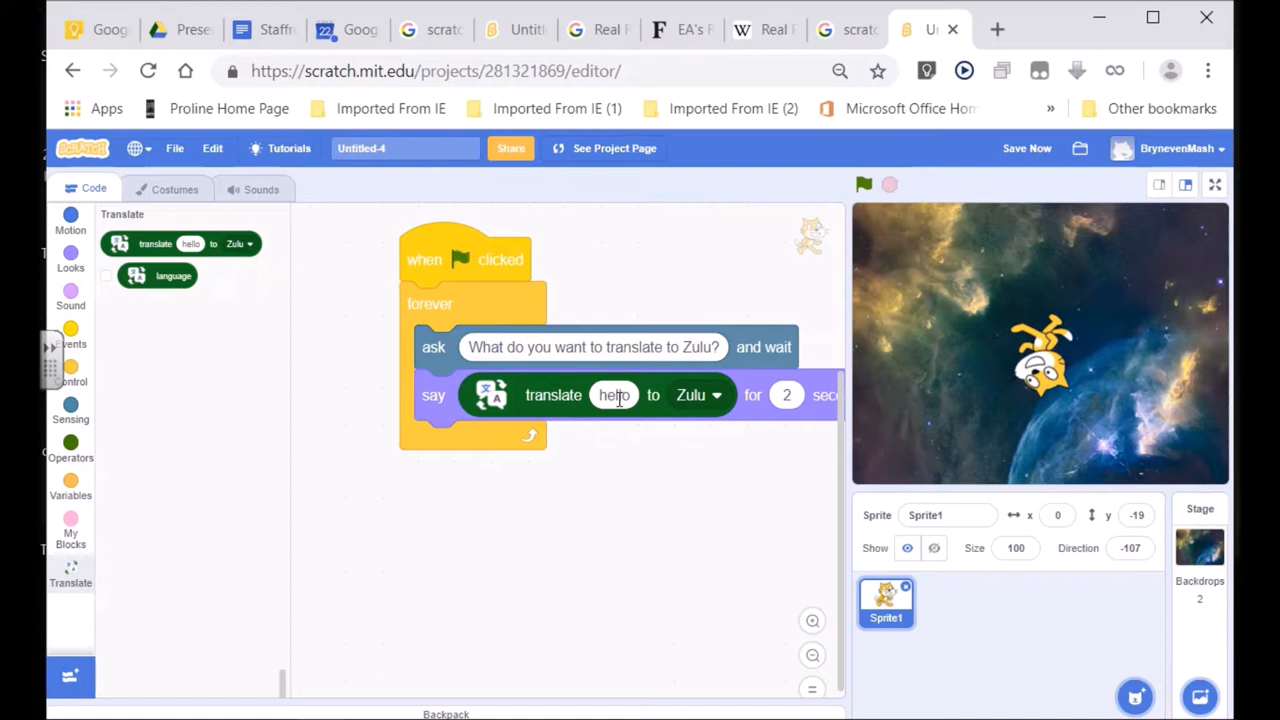 Goog
Prese
Staffr
22
Goog
scratc
Untitl
Real F
F
EA's F
W
Real
scratc
Ur
https://scratch.mit.edu/projects/281321869/editor/
Apps
Proline Home Page
Imported From IE
Imported From IE (1)
Imported From IE (2)
Microsoft Office Hom
»
Other bookmarks
SCRATCH
File
Edit
Tutorials
Untitled-4
Share
See Project Page
Save Now
BrynevenMash
Code
Costumes
Sounds
Motion
Looks
Sound
Events
Control
Sensing
Operators
Variables
My
Blocks
Translate
Translate
translate hello to Zulu
language
when clicked
forever
ask What do you want to translate to Zulu? and wait
say translate hello to Zulu for 2 seco
Sprite
Sprite1
x
0
y
-19
Show
Size
100
Direction
-107
Sprite1
Stage
Backdrops
2
Backpack